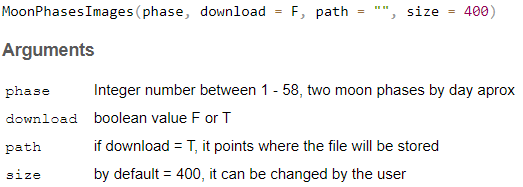 MoonPhasesImages(phase, download = F, path = "", size = 400)
Arguments
phase Integer number between 1 - 58, two moon phases by day aprox
download boolean value F or T
path if download = T, it points where the file will be stored
size by default = 400, it can be changed by the user